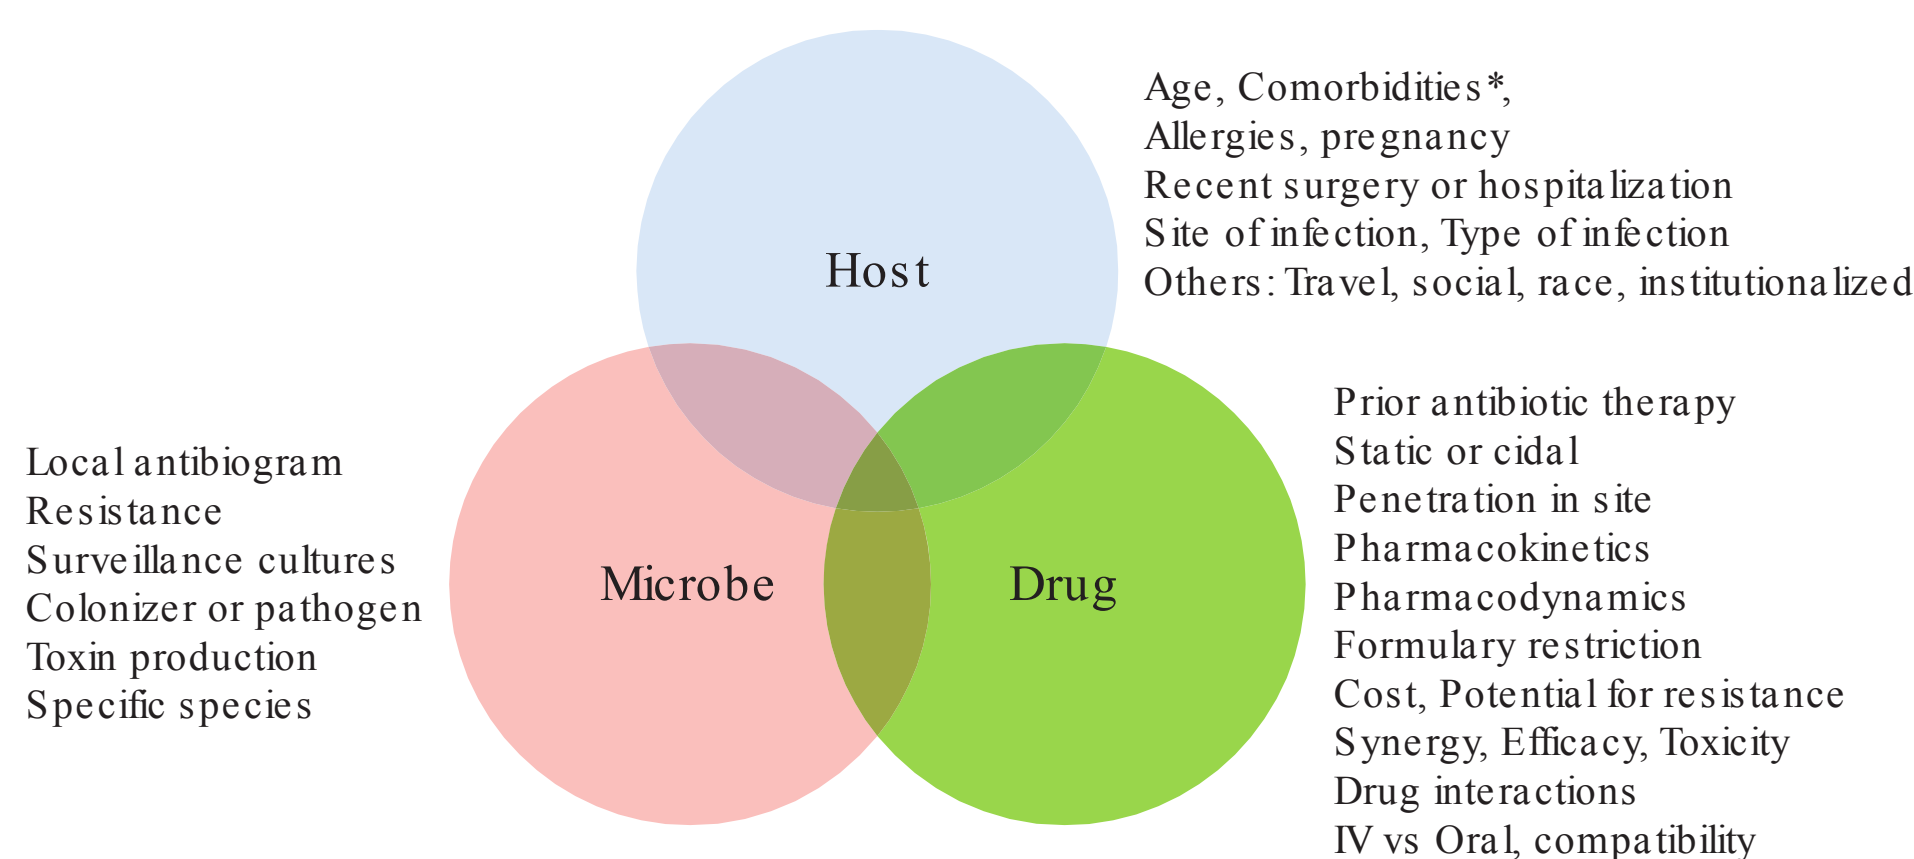 Host
Age, Comorbidities*,
Allergies, pregnancy
Recent surgery or hospitalization
Site of infection, Type of infection
Others: Travel, social, race, institutionalized
Microbe
Local antibiogram
Resistance
Surveillance cultures
Colonizer or pathogen
Toxin production
Specific species
Drug
Prior antibiotic therapy
Static or cidal
Penetration in site
Pharmacokinetics
Pharmacodynamics
Formulary restriction
Cost, Potential for resistance
Synergy, Efficacy, Toxicity
Drug interactions
IV vs Oral, compatibility